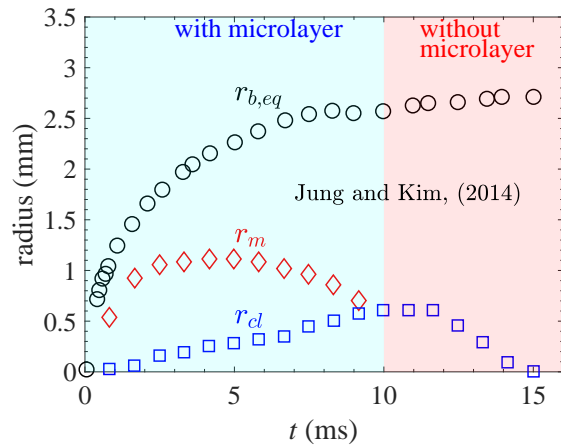 with microlayer
without
microlayer
3.5
3
2.5
2
1.5
1
0.5
0
radius (mm)
r_{b,eq}
Jung and Kim, (2014)
r_m
r_{cl}
0 5 10 15
t (ms)